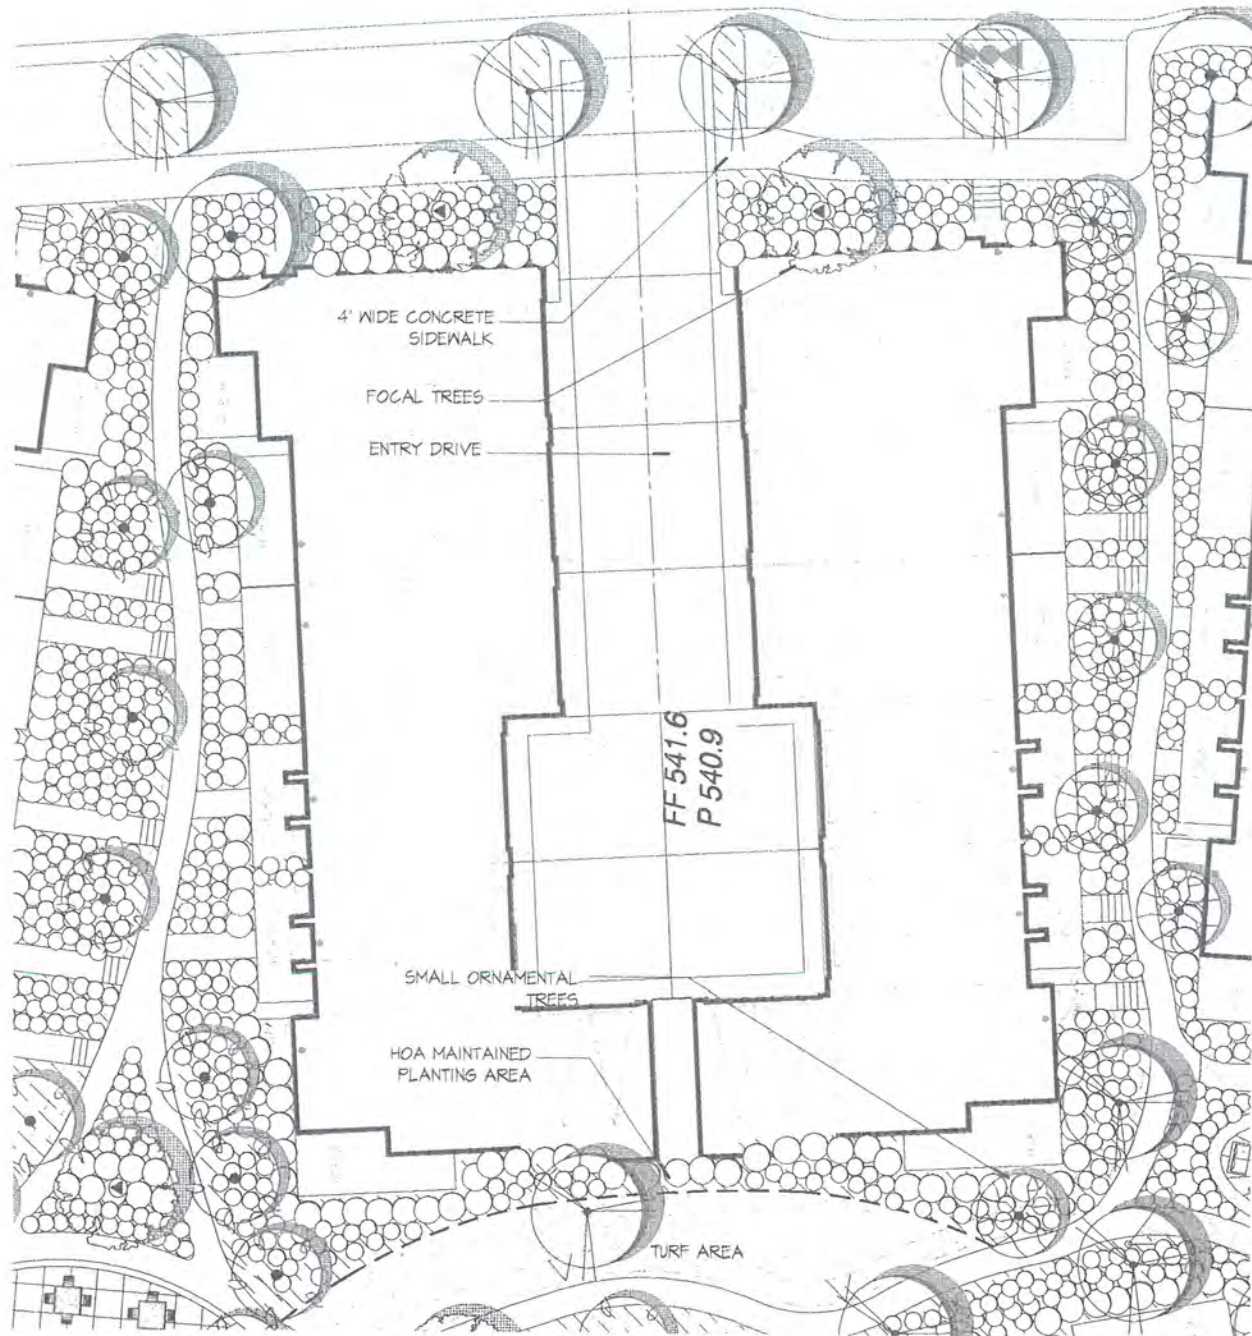 4' WIDE CONCRETE
SIDEWALK
FOCAL TREES
ENTRY DRIVE
FF 541.6
P 540.9
SMALL ORNAMENTAL
TREES
HOA MAINTAINED
PLANTING AREA
TURF AREA